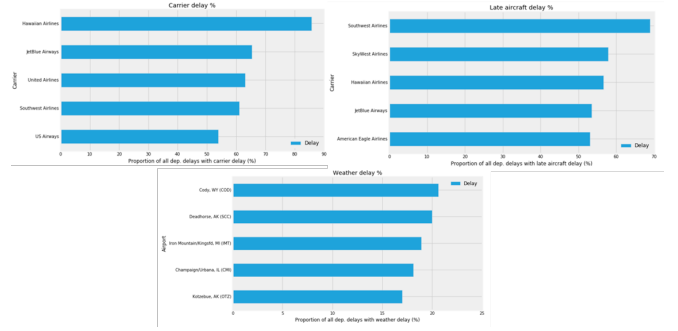 Carrier delay %
Hawaiian Airlines
JetBlue Airways
United Airlines
Southwest Airlines
US Airways
Carrier
0 10 20 30 40 50 60 70 80 90
Proportion of all dep. delays with carrier delay (%)
Delay
Late aircraft delay %
Southwest Airlines
SkyWest Airlines
Hawaiian Airlines
JetBlue Airways
American Eagle Airlines
Carrier
0 10 20 30 40 50 60 70
Proportion of all dep. delays with late aircraft delay (%)
Delay
Weather delay %
Delay
Cody, WY (COD)
Deadhorse, AK (SCC)
Iron Mountain/Kingsfd, MI (IMT)
Champaign/Urbana, IL (CMI)
Kotzebue, AK (OTZ)
Airport
0 5 10 15 20 25
Proportion of all dep. delays with weather delay (%)